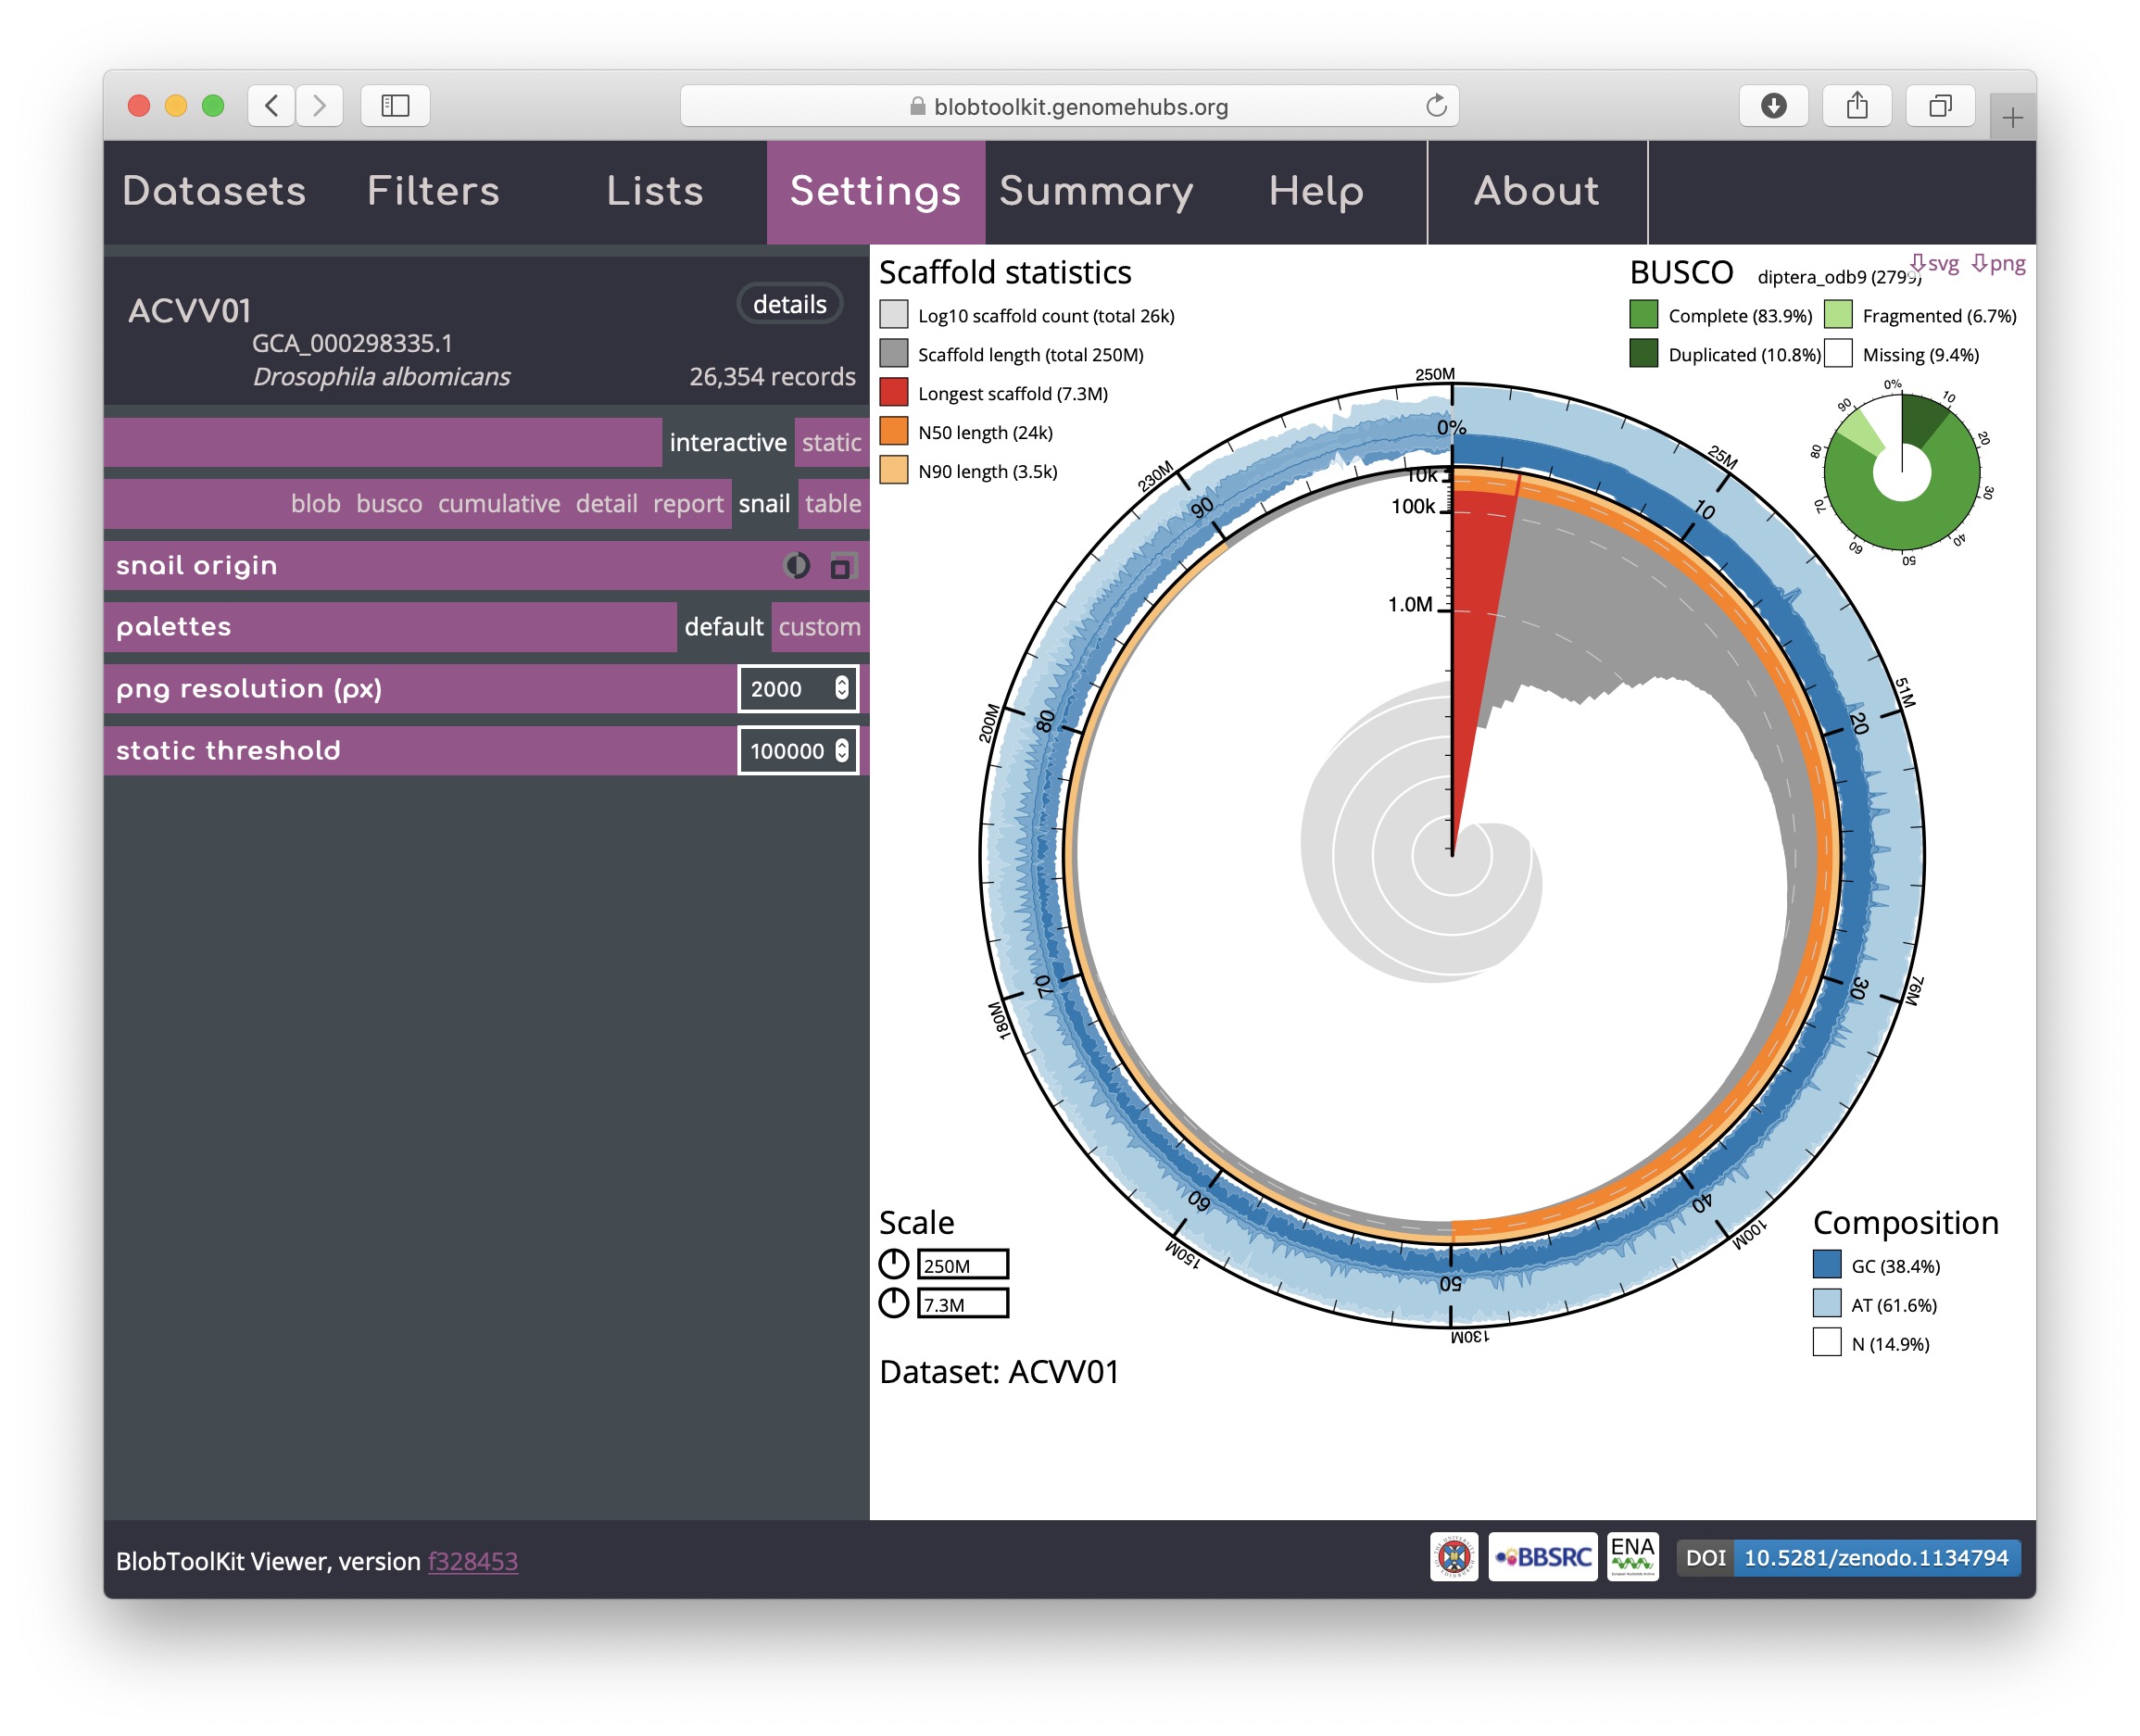 blobtoolkit.genomehubs.org
Datasets Filters Lists Settings Summary Help About
ACVV01
details
GCA_000298335.1
Drosophila albomicans
26,354 records
interactive static
blob busco cumulative detail report snail table
snail origin
palettes
default custom
png resolution (px)
2000
static threshold
100000
Scaffold statistics
Log10 scaffold count (total 26k)
Scaffold length (total 250M)
Longest scaffold (7.3M)
N50 length (24k)
N90 length (3.5k)
BUSCO diptera_odb9 (2799)
svg png
Complete (83.9%) Fragmented (6.7%)
Duplicated (10.8%) Missing (9.4%)
0%
10
20
30
40
50
60
70
80
90
250M
25M
51M
76M
100M
130M
150M
180M
200M
230M
0%
10
20
30
40
50
60
70
80
90
10k
100k
1.0M
Scale
250M
7.3M
Composition
GC (38.4%)
AT (61.6%)
N (14.9%)
Dataset: ACVV01
BlobToolKit Viewer, version f328453
BBSRC
ENA
DOI 10.5281/zenodo.1134794